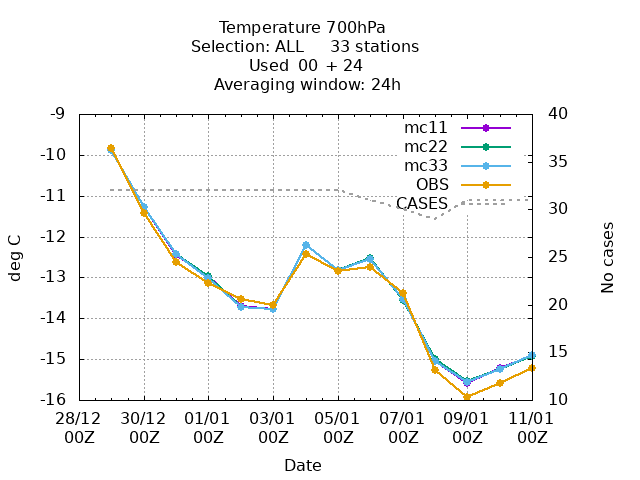 Temperature 700hPa
Selection: ALL 33 stations
Used 00 + 24
Averaging window: 24h
-9 40
mc11
mc22
-10 35
mc33
OBS
-11 CASES 30
-12 25
deg C No cases
-13 20
-14
-15 15
-16 10
28/12 30/12 01/01 03/01 05/01 07/01 09/01 11/01
00Z 00Z 00Z 00Z 00Z 00Z 00Z 00Z
Date